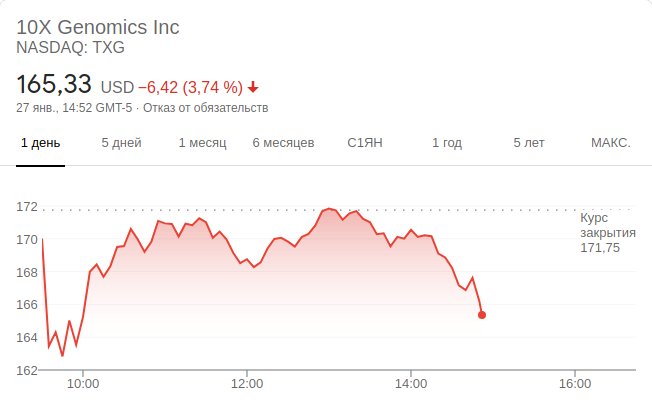 10X Genomics Inc
NASDAQ: TXG
165,33 USD −6,42 (3,74 %)
27 янв., 14:52 GMT-5 · Отказ от обязательств
1 день 5 дней 1 месяц 6 месяцев С1ЯН 1 год 5 лет МАКС.
172
Курс
закрытия
171,75
170
168
166
164
162
10:00 12:00 14:00 16:00